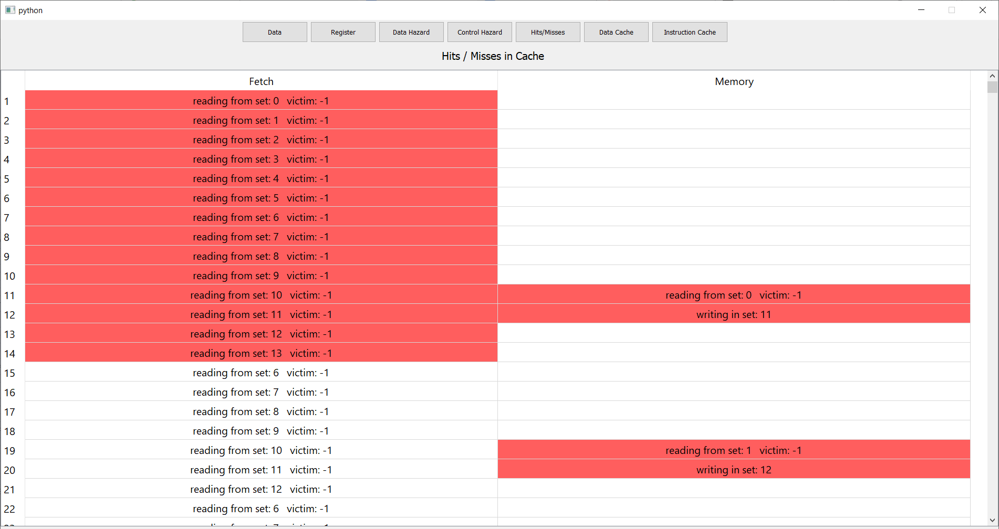 python
Data Register Data Hazard Control Hazard Hits/Misses Data Cache Instruction Cache
Hits / Misses in Cache
Fetch Memory
1 reading from set: 0 victim: -1
2 reading from set: 1 victim: -1
3 reading from set: 2 victim: -1
4 reading from set: 3 victim: -1
5 reading from set: 4 victim: -1
6 reading from set: 5 victim: -1
7 reading from set: 6 victim: -1
8 reading from set: 7 victim: -1
9 reading from set: 8 victim: -1
10 reading from set: 9 victim: -1
11 reading from set: 10 victim: -1 reading from set: 0 victim: -1
12 reading from set: 11 victim: -1 writing in set: 11
13 reading from set: 12 victim: -1
14 reading from set: 13 victim: -1
15 reading from set: 6 victim: -1
16 reading from set: 7 victim: -1
17 reading from set: 8 victim: -1
18 reading from set: 9 victim: -1
19 reading from set: 10 victim: -1 reading from set: 1 victim: -1
20 reading from set: 11 victim: -1 writing in set: 12
21 reading from set: 12 victim: -1
22 reading from set: 6 victim: -1